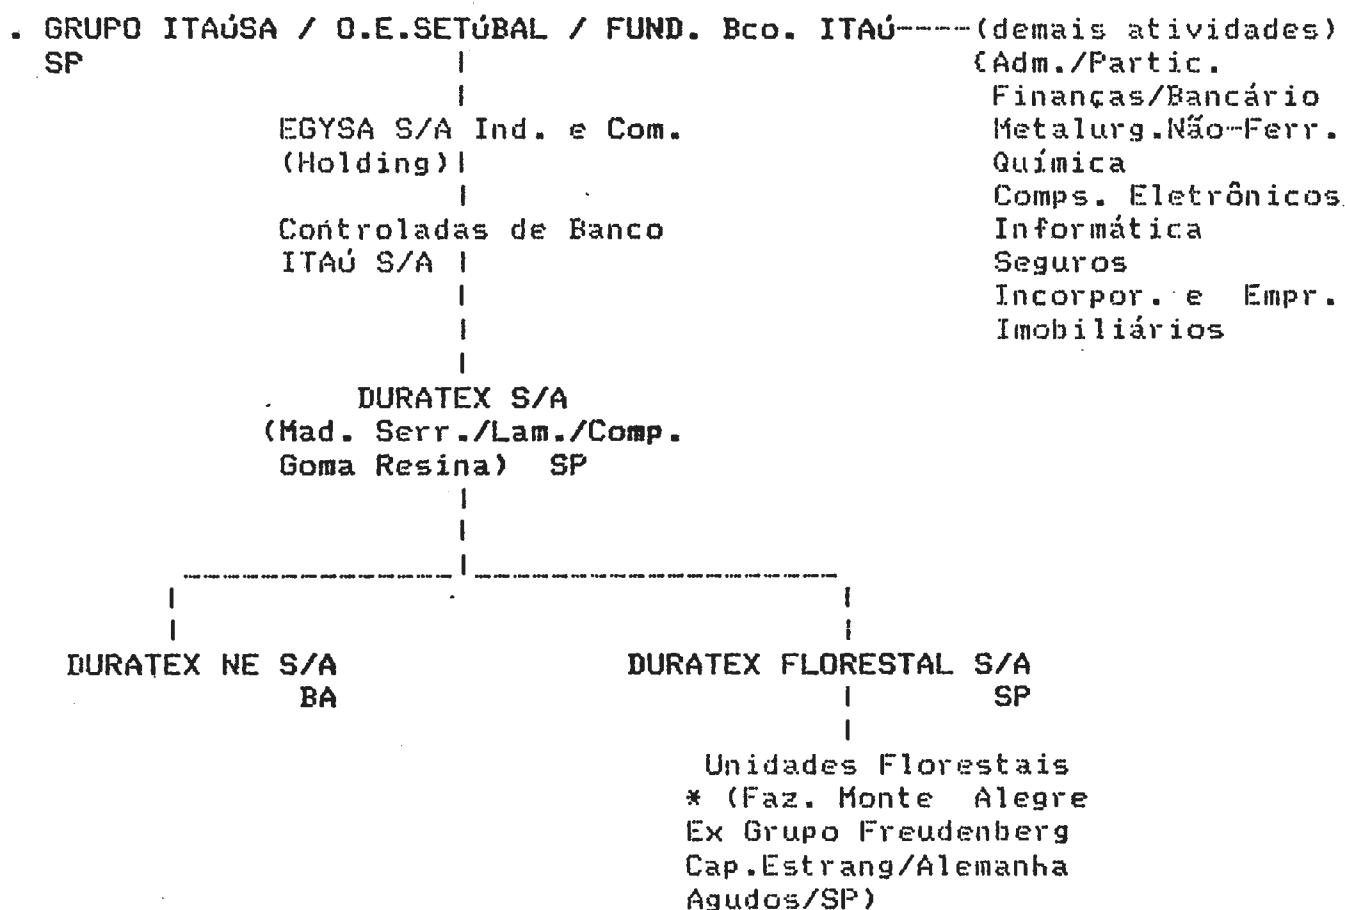 . GRUPO ITAúSA / O.E.SETúBAL / FUND. Bco. ITAú----(demais atividades)
SP
(Adm./Partic.
Finanças/Bancário
EGYSA S/A Ind. e Com.
Metalurg.Não-Ferr.
(Holding)
Química
Comps. Eletrônicos
Controladas de Banco
Informática
ITAÚ S/A
Seguros
Incorpor. e Empr.
Imobiliários
DURATEX S/A
(Mad. Serr./Lam./Comp.
Goma Resina) SP
DURATEX NE S/A
DURATEX FLORESTAL S/A
BA
SP
Unidades Florestais
* (Faz. Monte Alegre
Ex Grupo Freudenberg
Cap.Estrang/Alemanha
Agudos/SP)